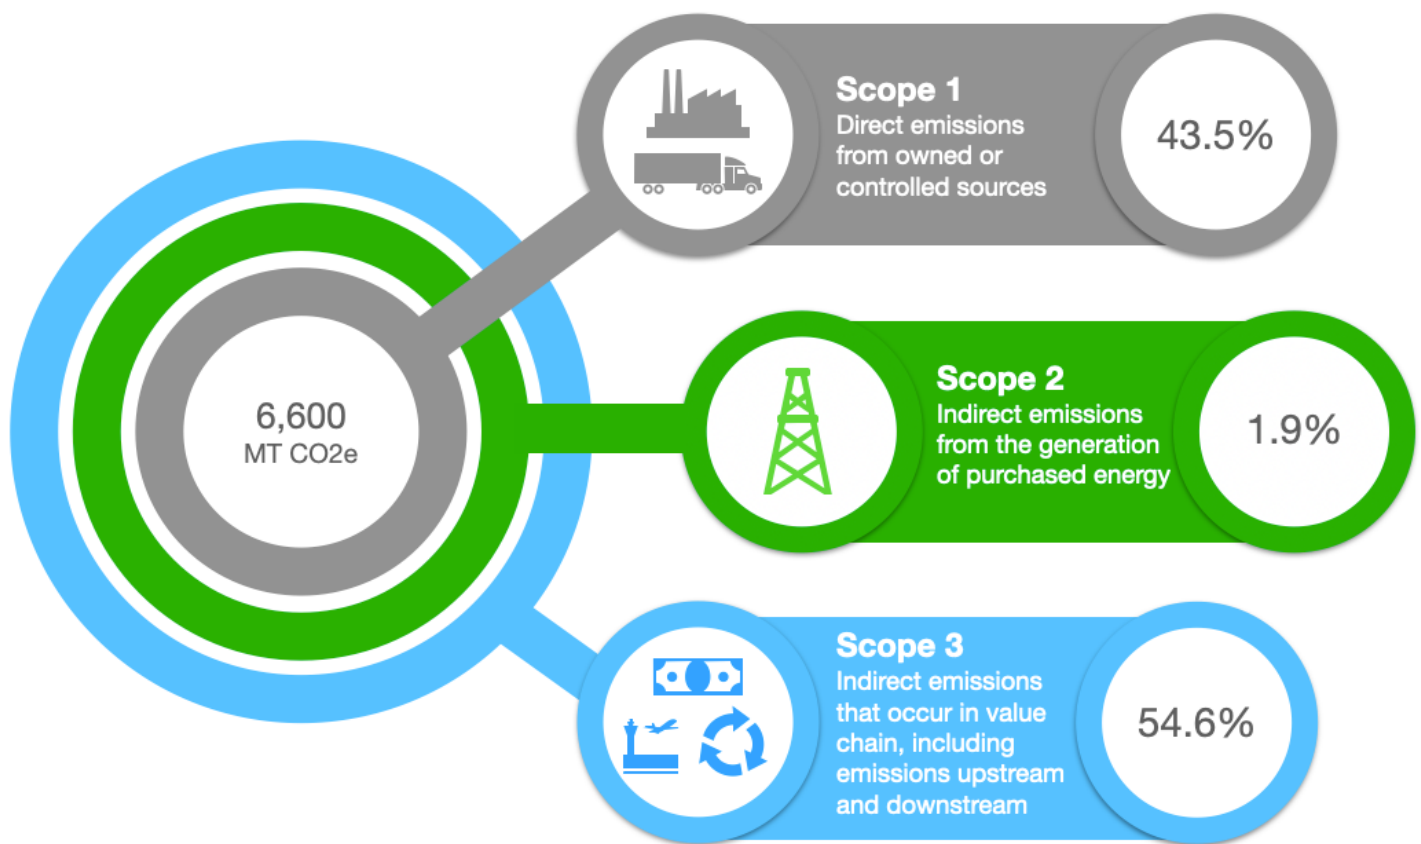 Scope 1
Direct emissions
from owned or
controlled sources
43.5%
6,600
MT CO2e
Scope 2
Indirect emissions
from the generation
of purchased energy
1.9%
Scope 3
Indirect emissions
that occur in value
chain, including
emissions upstream
and downstream
54.6%